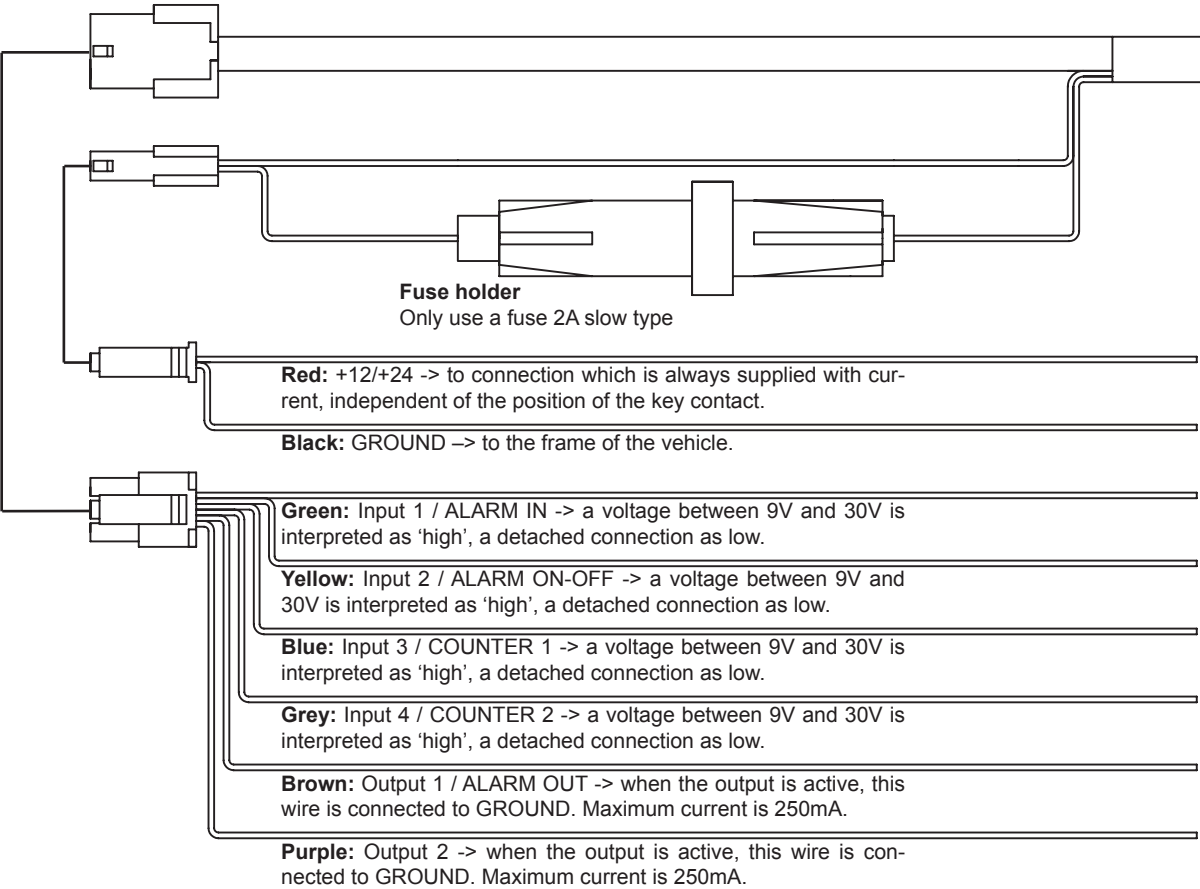 Fuse holder
Only use a fuse 2A slow type
Red: +12/+24 -> to connection which is always supplied with cur-
rent, independent of the position of the key contact.
Black: GROUND –> to the frame of the vehicle.
Green: Input 1 / ALARM IN -> a voltage between 9V and 30V is
interpreted as ‘high’, a detached connection as low.
Yellow: Input 2 / ALARM ON-OFF -> a voltage between 9V and
30V is interpreted as ‘high’, a detached connection as low.
Blue: Input 3 / COUNTER 1 -> a voltage between 9V and 30V is
interpreted as ‘high’, a detached connection as low.
Grey: Input 4 / COUNTER 2 -> a voltage between 9V and 30V is
interpreted as ‘high’, a detached connection as low.
Brown: Output 1 / ALARM OUT -> when the output is active, this
wire is connected to GROUND. Maximum current is 250mA.
Purple: Output 2 -> when the output is active, this wire is con-
nected to GROUND. Maximum current is 250mA.